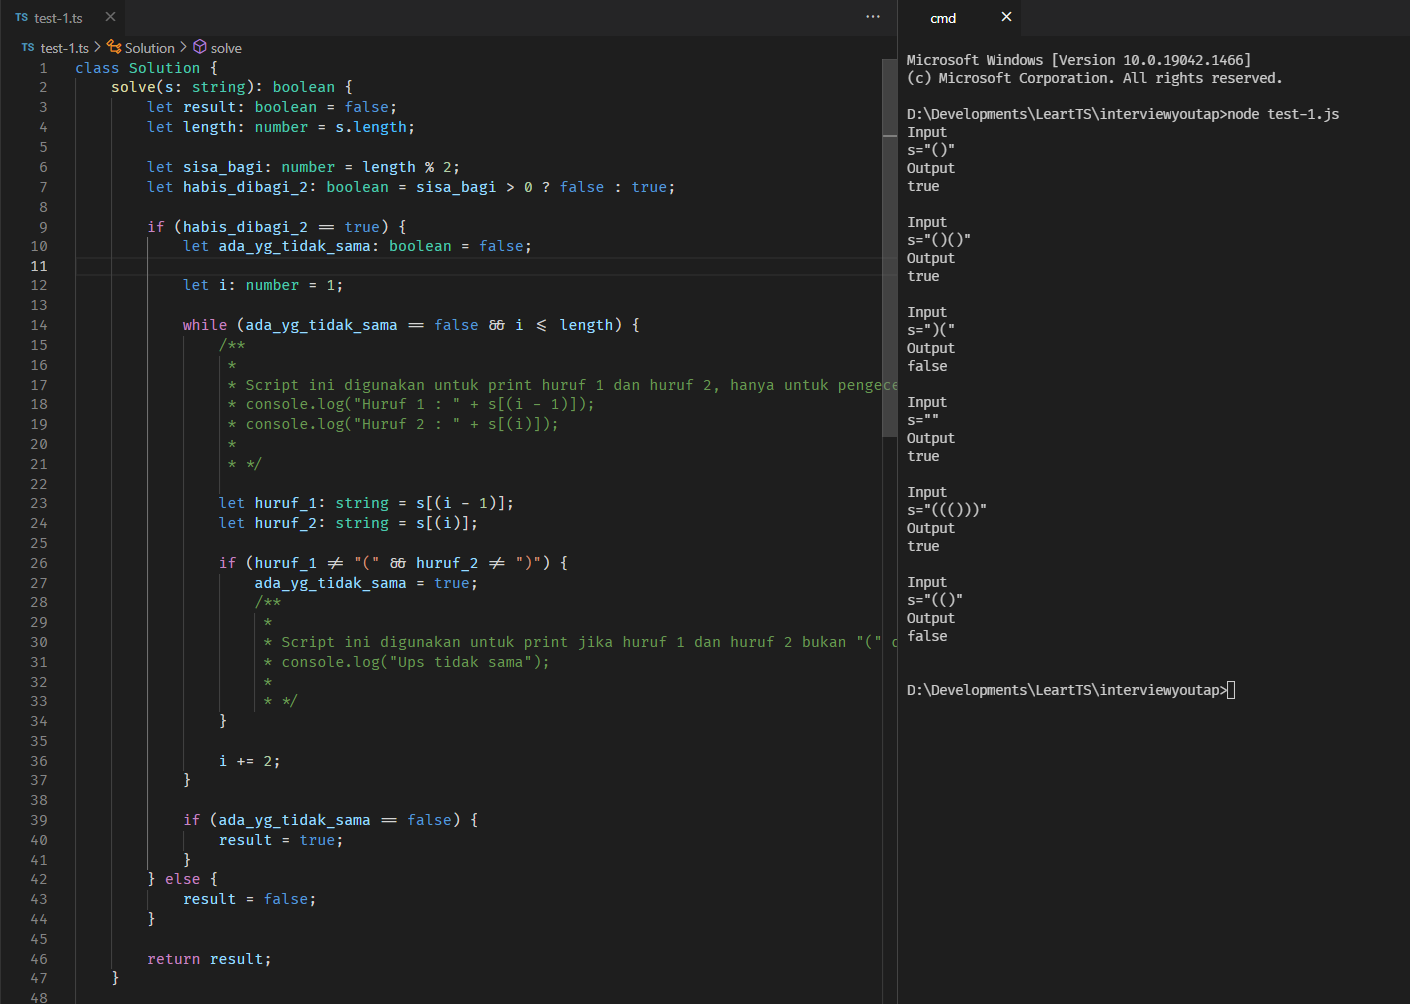 TS test-1.ts
TS test-1.ts > Solution > solve
1 class Solution {
2 solve(s: string): boolean {
3 let result: boolean = false;
4 let length: number = s.length;
5
6 let sisa_bagi: number = length % 2;
7 let habis_dibagi_2: boolean = sisa_bagi > 0 ? false : true;
8
9 if (habis_dibagi_2 == true) {
10 let ada_yg_tidak_sama: boolean = false;
11
12 let i: number = 1;
13
14 while (ada_yg_tidak_sama == false && i <= length) {
15 /**
16 *
17 * Script ini digunakan untuk print huruf 1 dan huruf 2, hanya untuk pengece
18 * console.log("Huruf 1 : " + s[(i - 1)]);
19 * console.log("Huruf 2 : " + s[(i)]);
20 *
21 * */
22
23 let huruf_1: string = s[(i - 1)];
24 let huruf_2: string = s[(i)];
25
26 if (huruf_1 != "(" && huruf_2 != ")") {
27 ada_yg_tidak_sama = true;
28 /**
29 *
30 * Script ini digunakan untuk print jika huruf 1 dan huruf 2 bukan "("
31 * console.log("Ups tidak sama");
32 *
33 * */
34 }
35
36 i += 2;
37 }
38
39 if (ada_yg_tidak_sama == false) {
40 result = true;
41 }
42 } else {
43 result = false;
44 }
45
46 return result;
47 }
48
cmd
Microsoft Windows [Version 10.0.19042.1466]
(c) Microsoft Corporation. All rights reserved.
D:\Developments\LeartTS\interviewyoutap>node test-1.js
Input
s="()"
Output
true
Input
s="()()"
Output
true
Input
s=")("
Output
false
Input
s=""
Output
true
Input
s="((()))"
Output
true
Input
s="(()"
Output
false
D:\Developments\LeartTS\interviewyoutap>